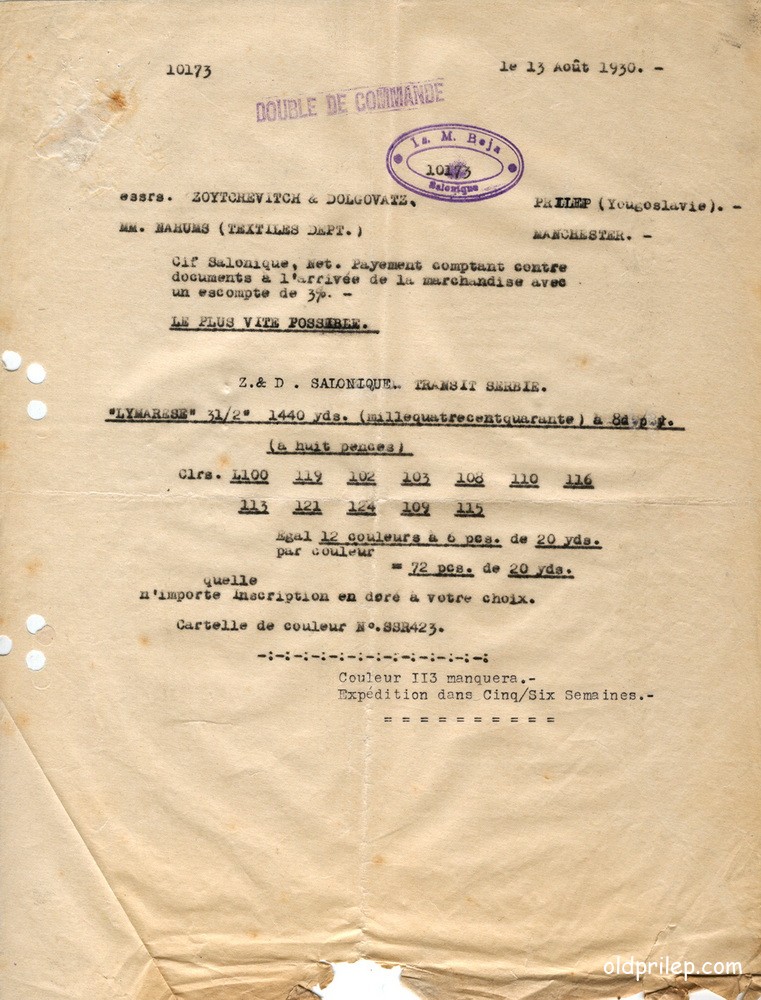 10173 le 13 Août 1930. -
DOUBLE DE COMMANDE
Is. M. Beja
10173
Salonique
essrs. ZOYTCHEVITCH & DOLGOVATZ, PRILEP (Yougoslavie). -
MM. NAHUMS (TEXTILES DEPT.) MANCHESTER. -
Cif Salonique, Net. Payement comptant contre
documents a l'arrivée de la marchandise avec
un escompte de 3%. -
LE PLUS VITE POSSIBLE.
Z.& D . SALONIQUE. TRANSIT SERBIE.
"LYMARESE" 31/2" 1440 yds. (millequatrecentquarante) à
(à huit pences)
Clrs. L100 119 102 103 108 110 116
113 121 124 109 115
Egal 12 couleurs à 6 pcs. de 20 yds.
par couleur
= 72 pcs. de 20 yds.
quelle
n'importe inscription en doré à votre choix.
Cartelle de couleur No.SSR423.
-:-:-:-:-:-:-:-:-:-:-:
Couleur II3 manquera.-
Expédition dans Cinq/Six Semaines.-
= = = = = = = = = =
oldprilep.com